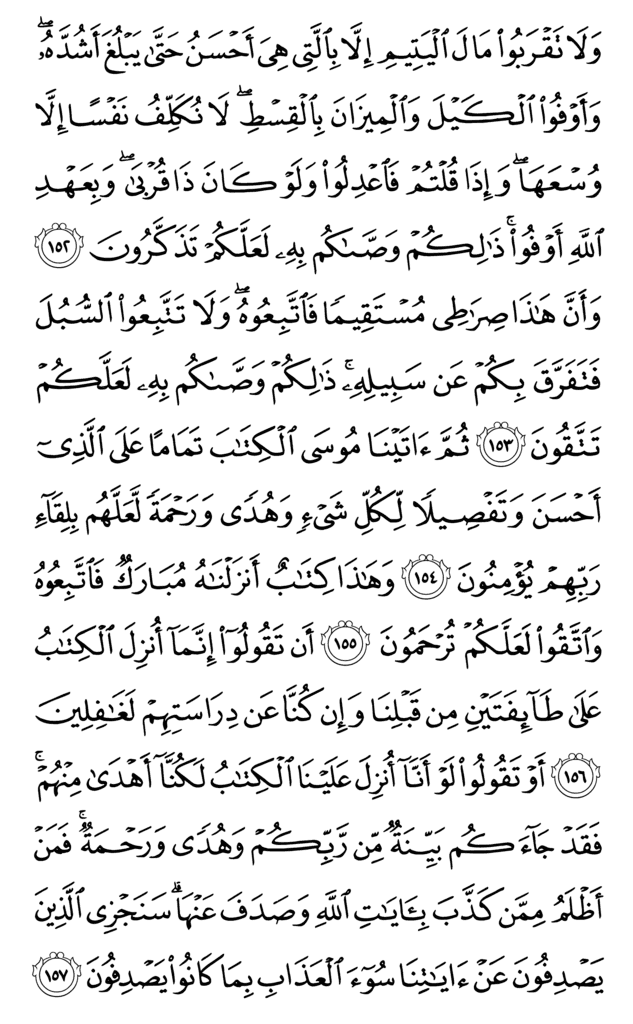 وَلَا تَقْرَبُوا۟ مَالَ ٱلْيَتِيمِ إِلَّا بِٱلَّتِى هِىَ أَحْسَنُ حَتَّىٰ يَبْلُغَ أَشُدَّهُۥۖ
وَأَوْفُوا۟ ٱلْكَيْلَ وَٱلْمِيزَانَ بِٱلْقِسْطِۖ لَا نُكَلِّفُ نَفْسًا إِلَّا
وُسْعَهَاۖ وَإِذَا قُلْتُمْ فَٱعْدِلُوا۟ وَلَوْ كَانَ ذَا قُرْبَىٰۖ وَبِعَهْدِ
ٱللَّهِ أَوْفُوا۟ۚ ذَٰلِكُمْ وَصَّىٰكُم بِهِۦ لَعَلَّكُمْ تَذَكَّرُونَ ١٥٢
وَأَنَّ هَٰذَا صِرَٰطِى مُسْتَقِيمًا فَٱتَّبِعُوهُۖ وَلَا تَتَّبِعُوا۟ ٱلسُّبُلَ
فَتَفَرَّقَ بِكُمْ عَن سَبِيلِهِۦۚ ذَٰلِكُمْ وَصَّىٰكُم بِهِۦ لَعَلَّكُمْ
تَتَّقُونَ ١٥٣ ثُمَّ ءَاتَيْنَا مُوسَى ٱلْكِتَٰبَ تَمَامًا عَلَى ٱلَّذِىٓ
أَحْسَنَ وَتَفْصِيلًا لِّكُلِّ شَىْءٍ وَهُدًى وَرَحْمَةً لَّعَلَّهُم بِلِقَآءِ
رَبِّهِمْ يُؤْمِنُونَ ١٥٤ وَهَٰذَا كِتَٰبٌ أَنزَلْنَٰهُ مُبَارَكٌ فَٱتَّبِعُوهُ
وَٱتَّقُوا۟ لَعَلَّكُمْ تُرْحَمُونَ ١٥٥ أَن تَقُولُوٓا۟ إِنَّمَآ أُنزِلَ ٱلْكِتَٰبُ
عَلَىٰ طَآئِفَتَيْنِ مِن قَبْلِنَا وَإِن كُنَّا عَن دِرَاسَتِهِمْ لَغَٰفِلِينَ
١٥٦ أَوْ تَقُولُوا۟ لَوْ أَنَّآ أُنزِلَ عَلَيْنَا ٱلْكِتَٰبُ لَكُنَّآ أَهْدَىٰ مِنْهُمْۚ
فَقَدْ جَآءَكُم بَيِّنَةٌ مِّن رَّبِّكُمْ وَهُدًى وَرَحْمَةٌۚ فَمَنْ
أَظْلَمُ مِمَّن كَذَّبَ بِـَٔايَٰتِ ٱللَّهِ وَصَدَفَ عَنْهَاۗ سَنَجْزِى ٱلَّذِينَ
يَصْدِفُونَ عَنْ ءَايَٰتِنَا سُوٓءَ ٱلْعَذَابِ بِمَا كَانُوا۟ يَصْدِفُونَ ١٥٧